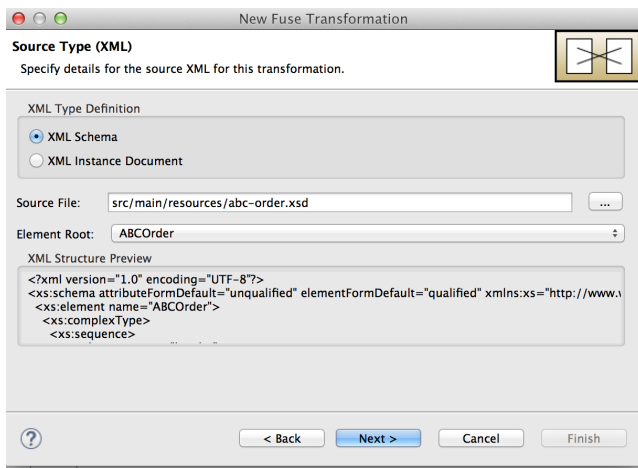 New Fuse Transformation
Source Type (XML)
Specify details for the source XML for this transformation.
XML Type Definition
XML Schema
XML Instance Document
Source File: src/main/resources/abc-order.xsd ...
Element Root: ABCOrder
XML Structure Preview
<?xml version="1.0" encoding="UTF-8"?>
<xs:schema attributeFormDefault="unqualified" elementFormDefault="qualified" xmlns:xs="http://www.
<xs:element name="ABCOrder">
<xs:complexType>
<xs:sequence>
? < Back Next > Cancel Finish